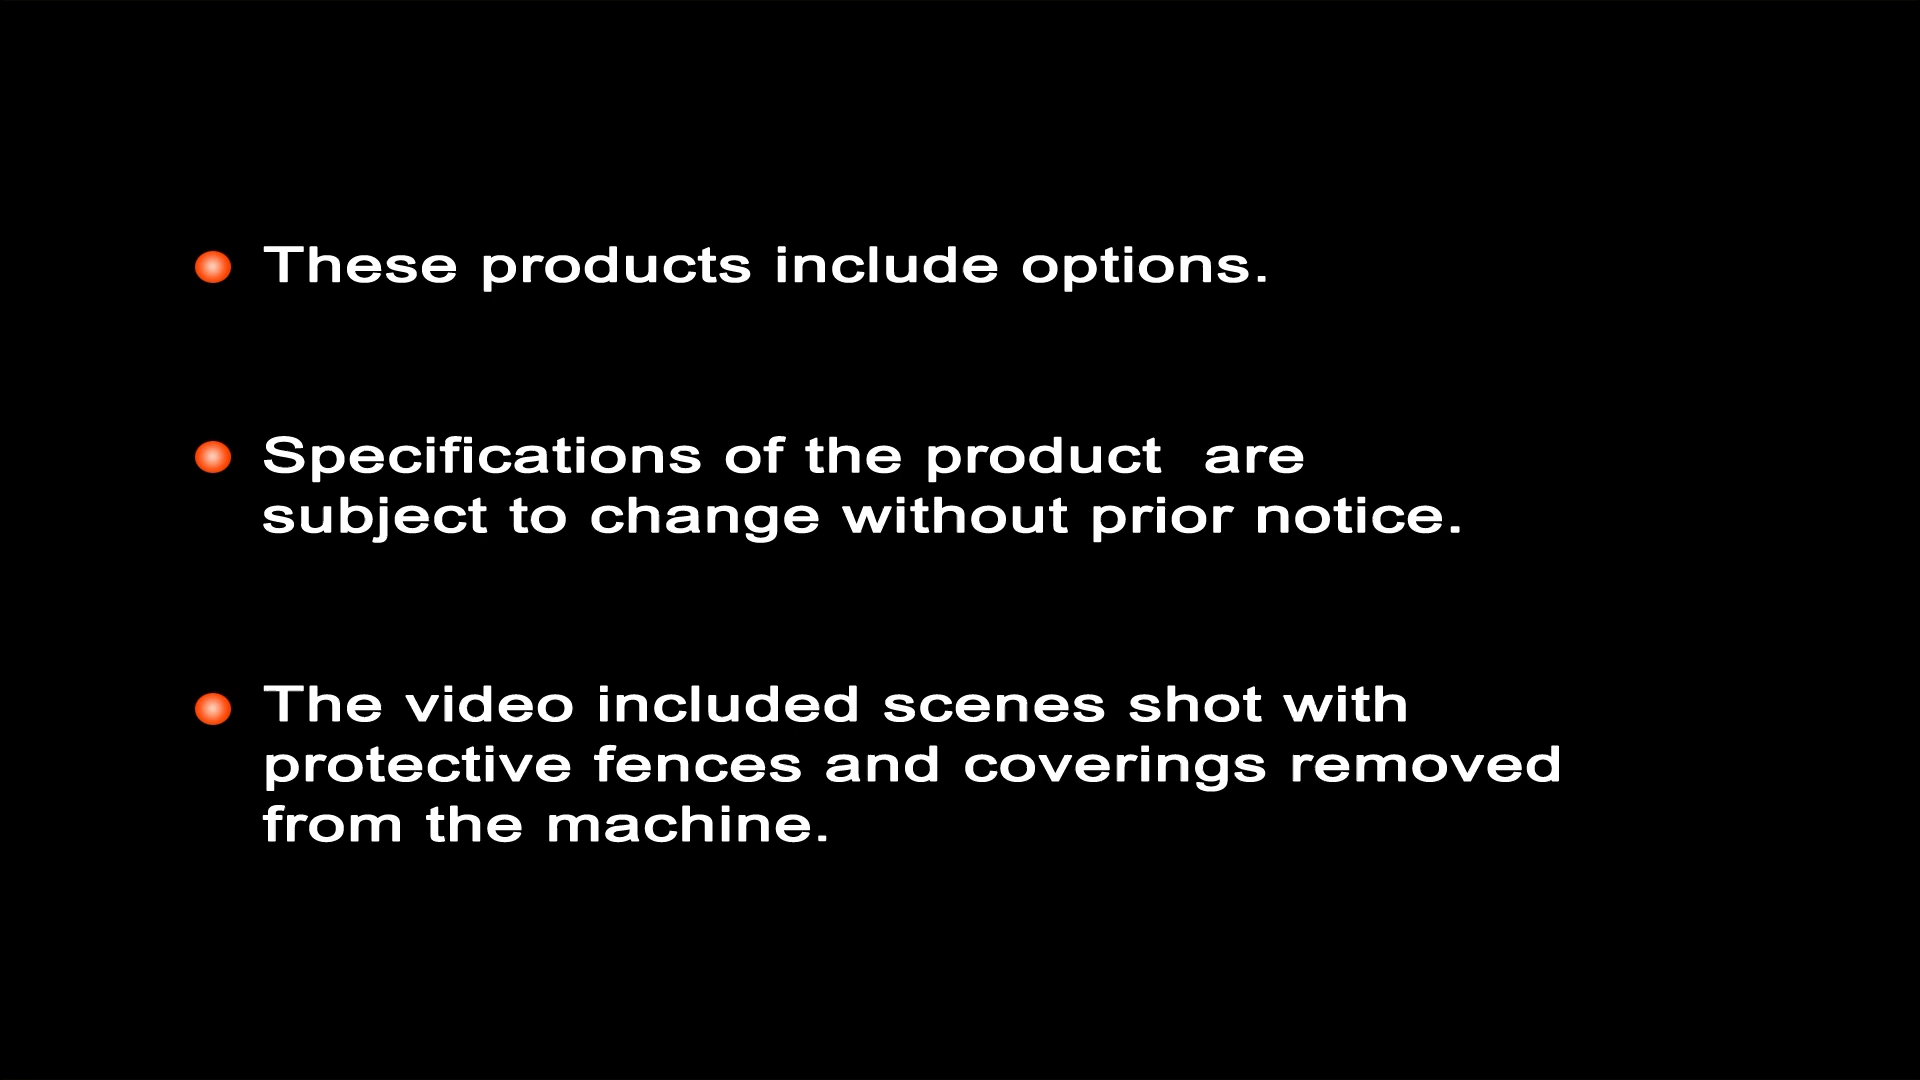 These products include options.
Specifications of the product  are
subject to change without prior notice.
The video included scenes shot with
protective fences and coverings removed
from the machine.